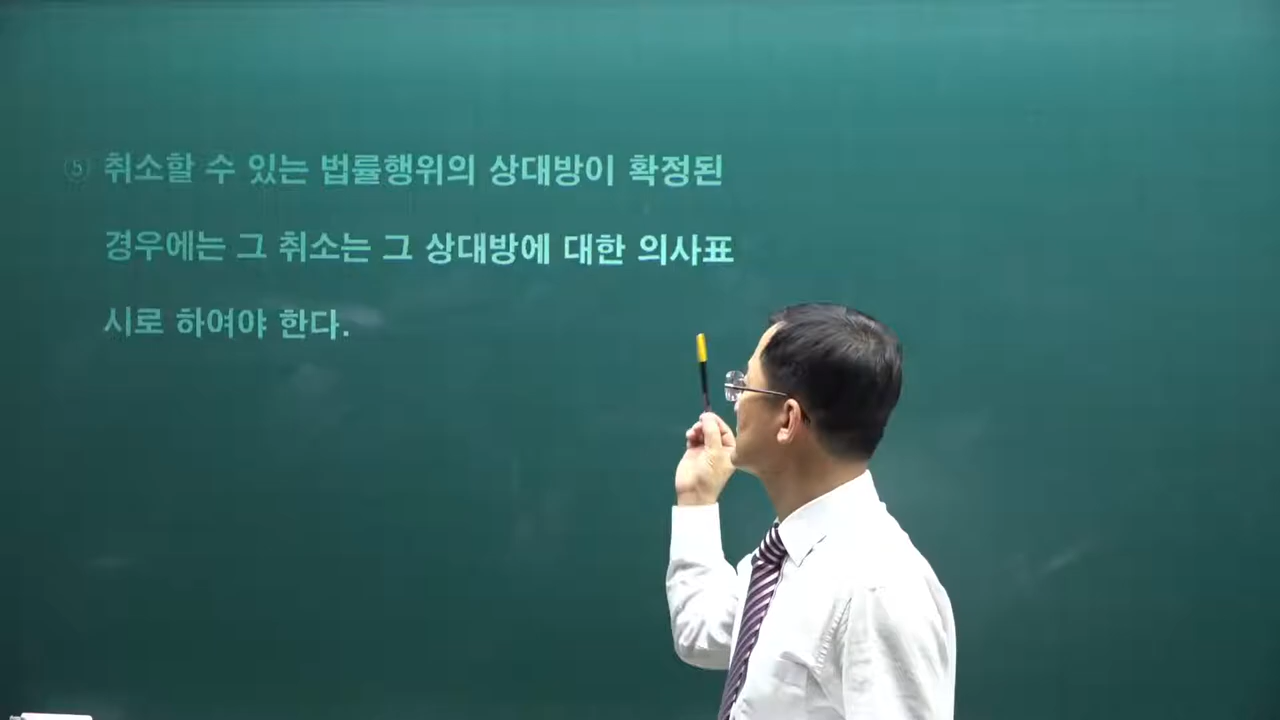 ⑤ 취소할 수 있는 법률행위의 상대방이 확정된
경우에는 그 취소는 그 상대방에 대한 의사표
시로 하여야 한다.